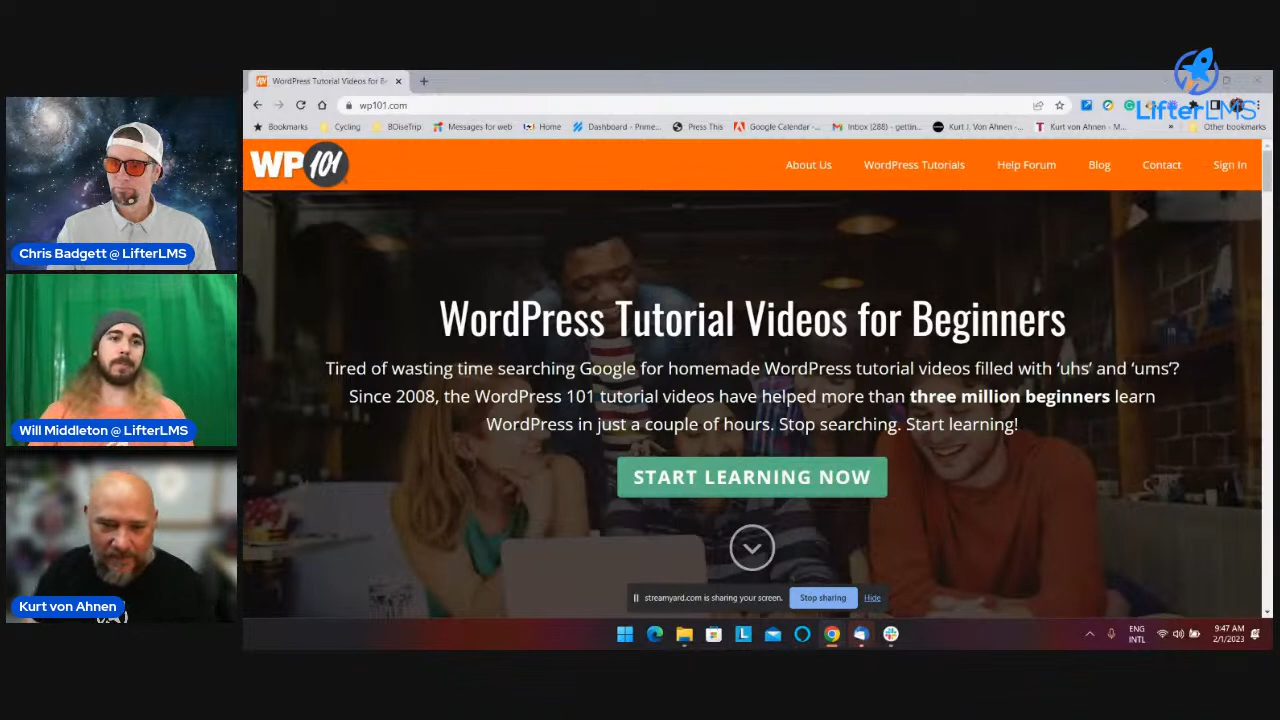 WordPress Tutorial Videos for Be
wp101.com
LifterLMS
Bookmarks
Cycling
BOiseTrip
Messages for web
Home
Dashboard - Prime...
Press This
Google Calendar -...
Inbox (288) - gettin...
Kurt J. Von Ahnen -...
Kurt von Ahnen - M...
»
Other bookmarks
WP 101
About Us
WordPress Tutorials
Help Forum
Blog
Contact
Sign In
Chris Badgett @ LifterLMS
Will Middleton @ LifterLMS
Kurt von Ahnen
WordPress Tutorial Videos for Beginners
Tired of wasting time searching Google for homemade WordPress tutorial videos filled with ‘uhs’ and ‘ums’?
Since 2008, the WordPress 101 tutorial videos have helped more than three million beginners learn
WordPress in just a couple of hours. Stop searching. Start learning!
START LEARNING NOW
streamyard.com is sharing your screen.
Stop sharing
Hide
L
ENG
INTL
9:47 AM
2/1/2023